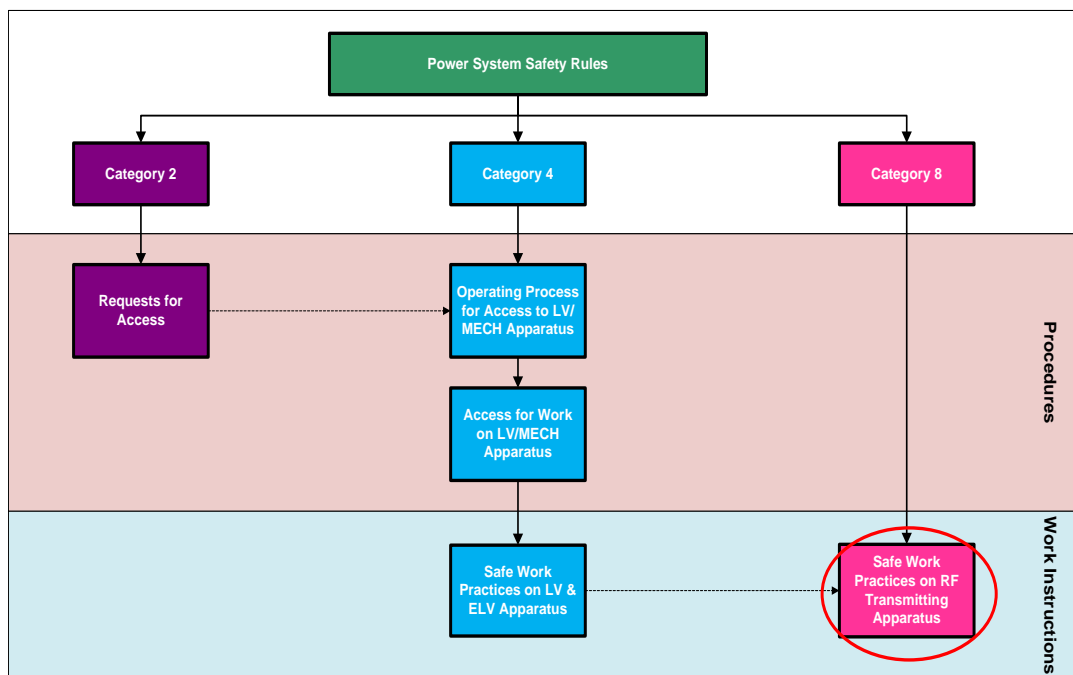 Power System Safety Rules
Category 2
Category 4
Category 8
Requests for
Access
Operating Process
for Access to LV/
MECH Apparatus
Access for Work
on LV/MECH
Apparatus
Procedures
Safe Work
Practices on LV &
ELV Apparatus
Safe Work
Practices on RF
Transmitting
Apparatus
Work Instructions